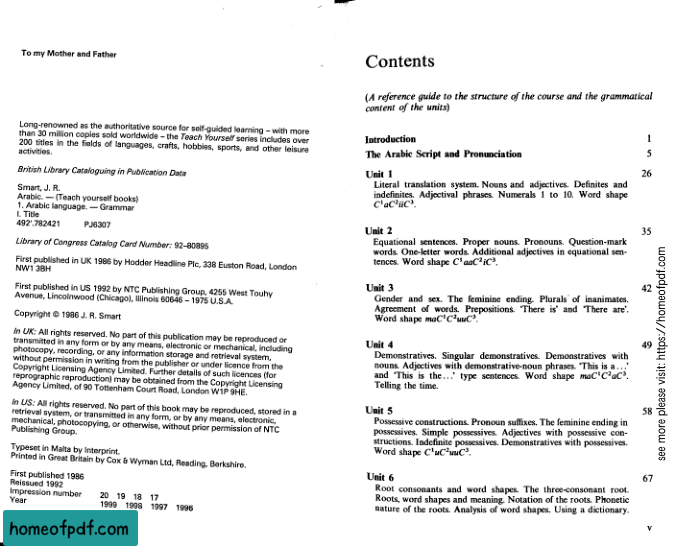 To my Mother and Father
Long-renowned as the authoritative source for self-guided learning – with more
than 30 million copies sold worldwide – the Teach Yourself series includes over
200 titles in the fields of languages, crafts, hobbies, sports, and other leisure
activities.
British Library Cataloguing in Publication Data
Smart, J. R.
Arabic. — (Teach yourself books)
1. Arabic language. — Grammar
I. Title
492'.782421 PJ6307
Library of Congress Catalog Card Number: 92-80895
First published in UK 1986 by Hodder Headline Plc, 338 Euston Road, London
NW1 3BH
First published in US 1992 by NTC Publishing Group, 4255 West Touhy
Avenue, Lincolnwood (Chicago), Illinois 60646 – 1975 U.S.A.
Copyright © 1986 J. R. Smart
In UK: All rights reserved. No part of this publication may be reproduced or
transmitted in any form or by any means, electronic or mechanical, including
photocopy, recording, or any information storage and retrieval system,
without permission in writing from the publisher or under licence from the
Copyright Licensing Agency Limited. Further details of such licences (for
reprographic reproduction) may be obtained from the Copyright Licensing
Agency Limited, of 90 Tottenham Court Road, London W1P 9HE.
In US: All rights reserved. No part of this book may be reproduced, stored in a
retrieval system, or transmitted in any form, or by any means, electronic,
mechanical, photocopying, or otherwise, without prior permission of NTC
Publishing Group.
Typeset in Malta by Interprint.
Printed in Great Britain by Cox & Wyman Ltd, Reading, Berkshire.
First published 1986
Reissued 1992
Impression number 20 19 18 17
Year 1999 1998 1997 1996
homeofpdf.com
Contents
(A reference guide to the structure of the course and the grammatical
content of the units)
Introduction 1
The Arabic Script and Pronunciation 5
Unit 1 26
Literal translation system. Nouns and adjectives. Definites and
indefinites. Adjectival phrases. Numerals 1 to 10. Word shape
C¹aC²iiC³.
Unit 2 35
Equational sentences. Proper nouns. Pronouns. Question-mark
words. One-letter words. Additional adjectives in equational sen-
tences. Word shape C¹aaC²iC³.
Unit 3 42
Gender and sex. The feminine ending. Plurals of inanimates.
Agreement of words. Prepositions. 'There is' and 'There are'.
Word shape maC¹C²uuC³.
Unit 4 49
Demonstratives. Singular demonstratives. Demonstratives with
nouns. Adjectives with demonstrative-noun phrases. 'This is a...'
and 'This is the...' type sentences. Word shape maC¹C²aC³.
Telling the time.
Unit 5 58
Possessive constructions. Pronoun suffixes. The feminine ending in
possessives. Simple possessives. Adjectives with possessive con-
structions. Indefinite possessives. Demonstratives with possessives.
Word shape C¹uC²uuC³.
Unit 6 67
Root consonants and word shapes. The three-consonant root.
Roots, word shapes and meaning. Notation of the roots. Phonetic
nature of the roots. Analysis of word shapes. Using a dictionary.
v
see more please visit: https://homeofpdf.com